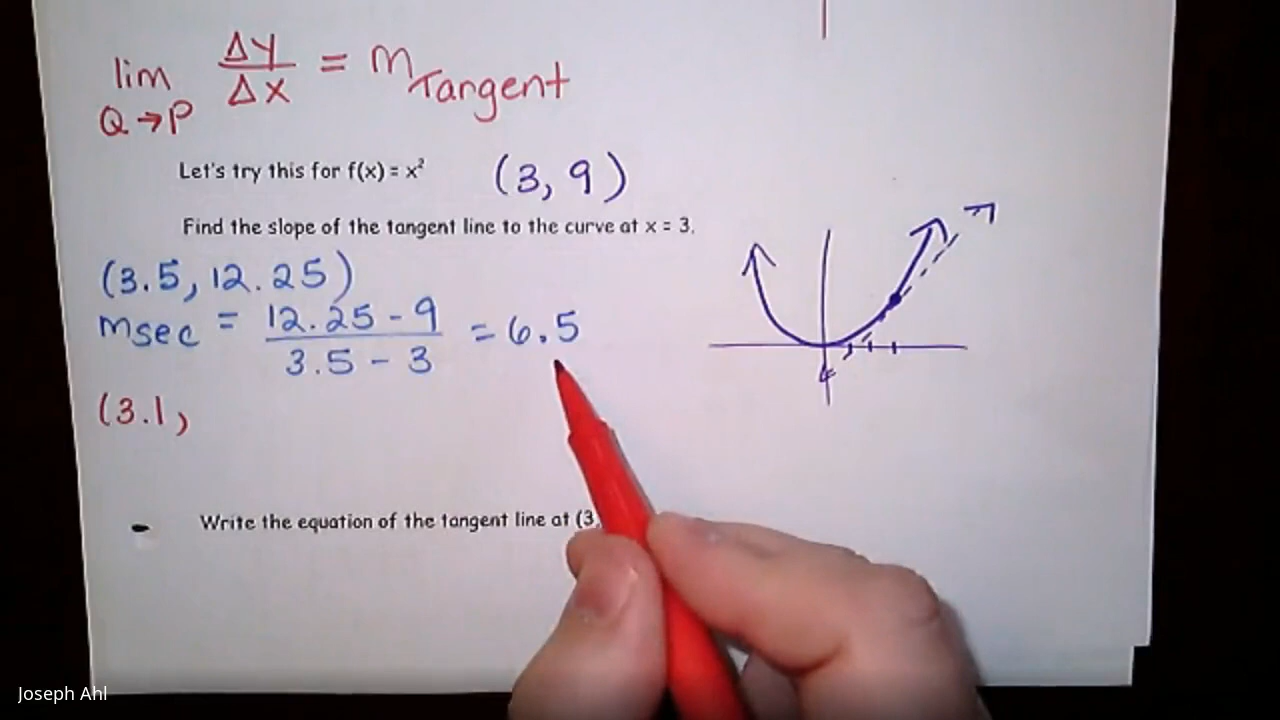 lim Δy/Δx = m Tangent
Q→P
Let's try this for f(x) = x² (3, 9)
Find the slope of the tangent line to the curve at x = 3.
(3.5, 12.25)
msec = 12.25 - 9 / 3.5 - 3 = 6.5
(3.1,
Write the equation of the tangent line at (3
Joseph Ahl